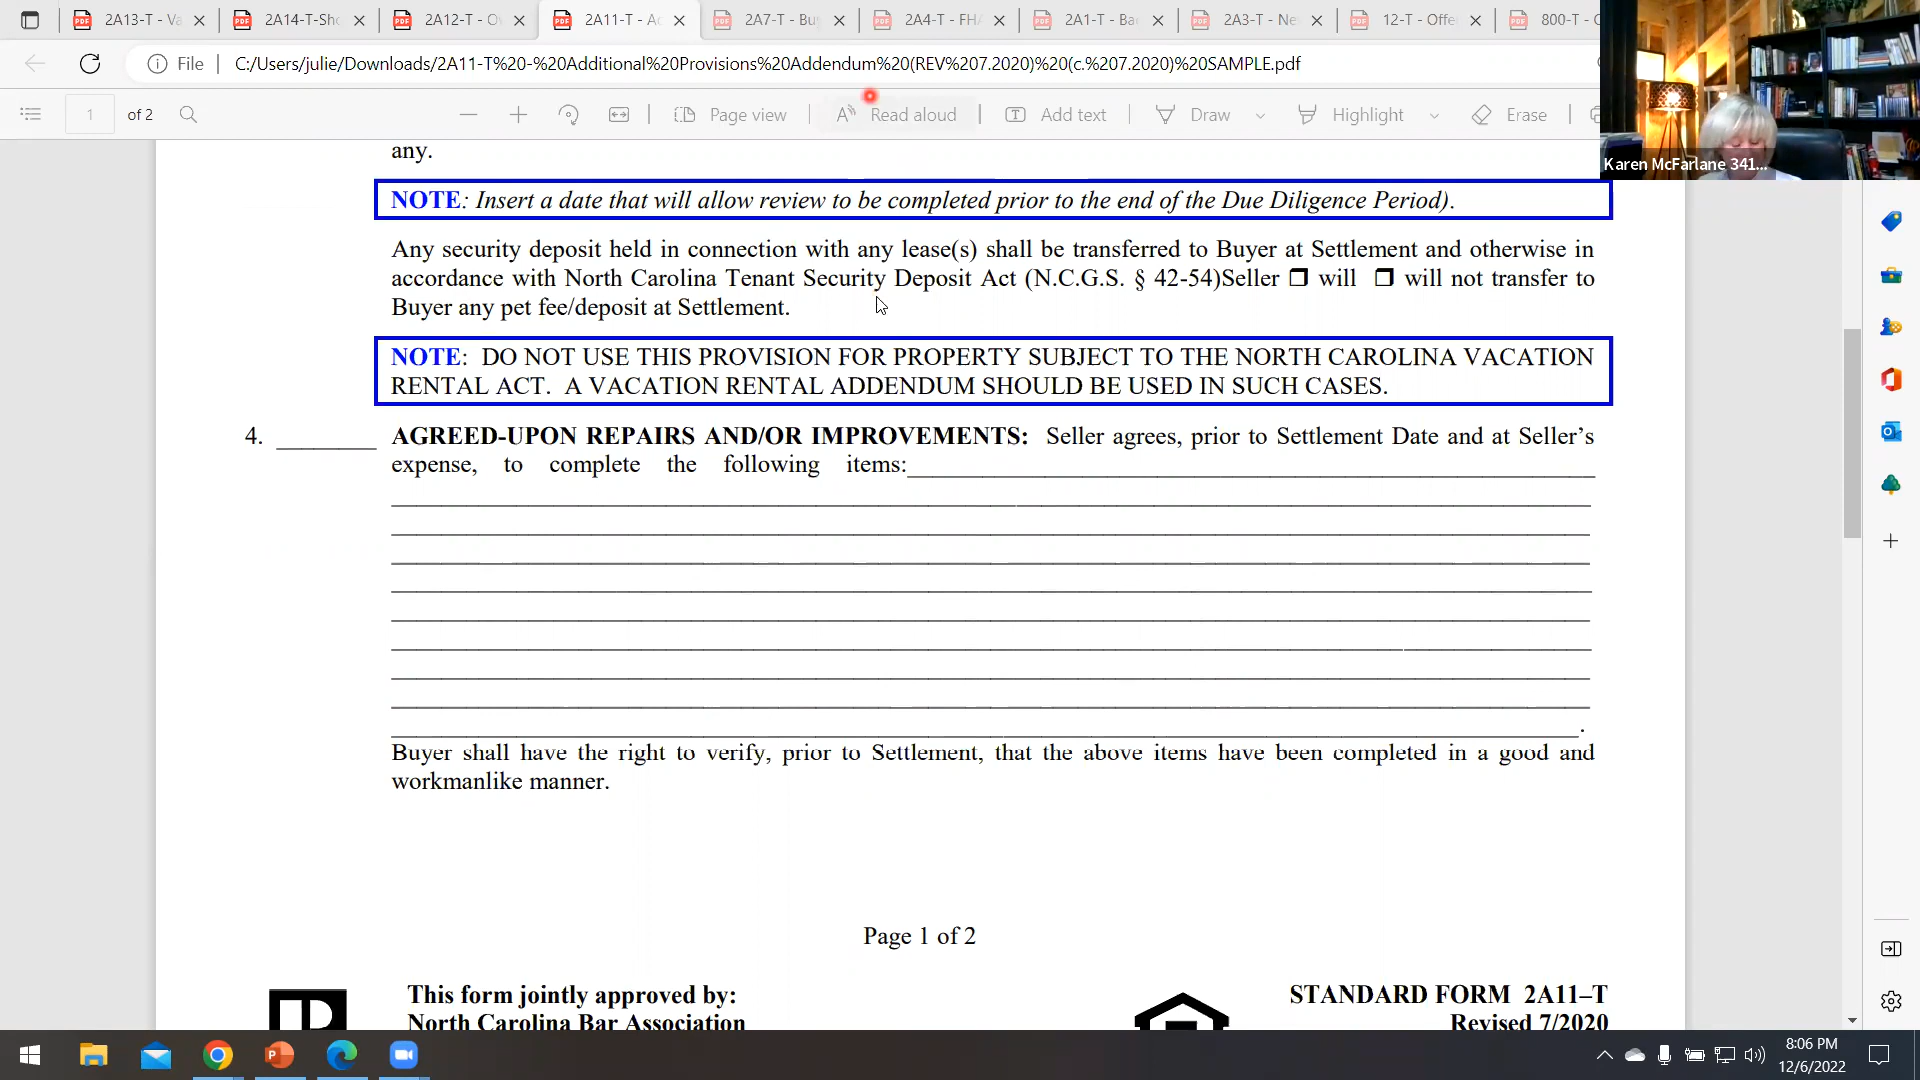 2A13-T - Va
2A14-T-Sho
2A12-T - Ov
2A11-T - Ad
2A7-T - Buy
2A4-T - FHA
2A1-T - Bac
2A3-T - Ne
12-T - Offe
800-T - C
File
C:/Users/julie/Downloads/2A11-T%20-%20Additional%20Provisions%20Addendum%20(REV%207.2020)%20(c.%207.2020)%20SAMPLE.pdf
1 of 2
Page view
Read aloud
Add text
Draw
Highlight
Erase
Karen McFarlane 341...
any.
NOTE: Insert a date that will allow review to be completed prior to the end of the Due Diligence Period).
Any security deposit held in connection with any lease(s) shall be transferred to Buyer at Settlement and otherwise in
accordance with North Carolina Tenant Security Deposit Act (N.C.G.S. § 42-54)Seller ❒ will ❒ will not transfer to
Buyer any pet fee/deposit at Settlement.
NOTE: DO NOT USE THIS PROVISION FOR PROPERTY SUBJECT TO THE NORTH CAROLINA VACATION
RENTAL ACT. A VACATION RENTAL ADDENDUM SHOULD BE USED IN SUCH CASES.
4. ________ AGREED-UPON REPAIRS AND/OR IMPROVEMENTS: Seller agrees, prior to Settlement Date and at Seller's
expense, to complete the following items:
Buyer shall have the right to verify, prior to Settlement, that the above items have been completed in a good and
workmanlike manner.
Page 1 of 2
This form jointly approved by:
North Carolina Bar Association
STANDARD FORM 2A11–T
Revised 7/2020
8:06 PM
12/6/2022